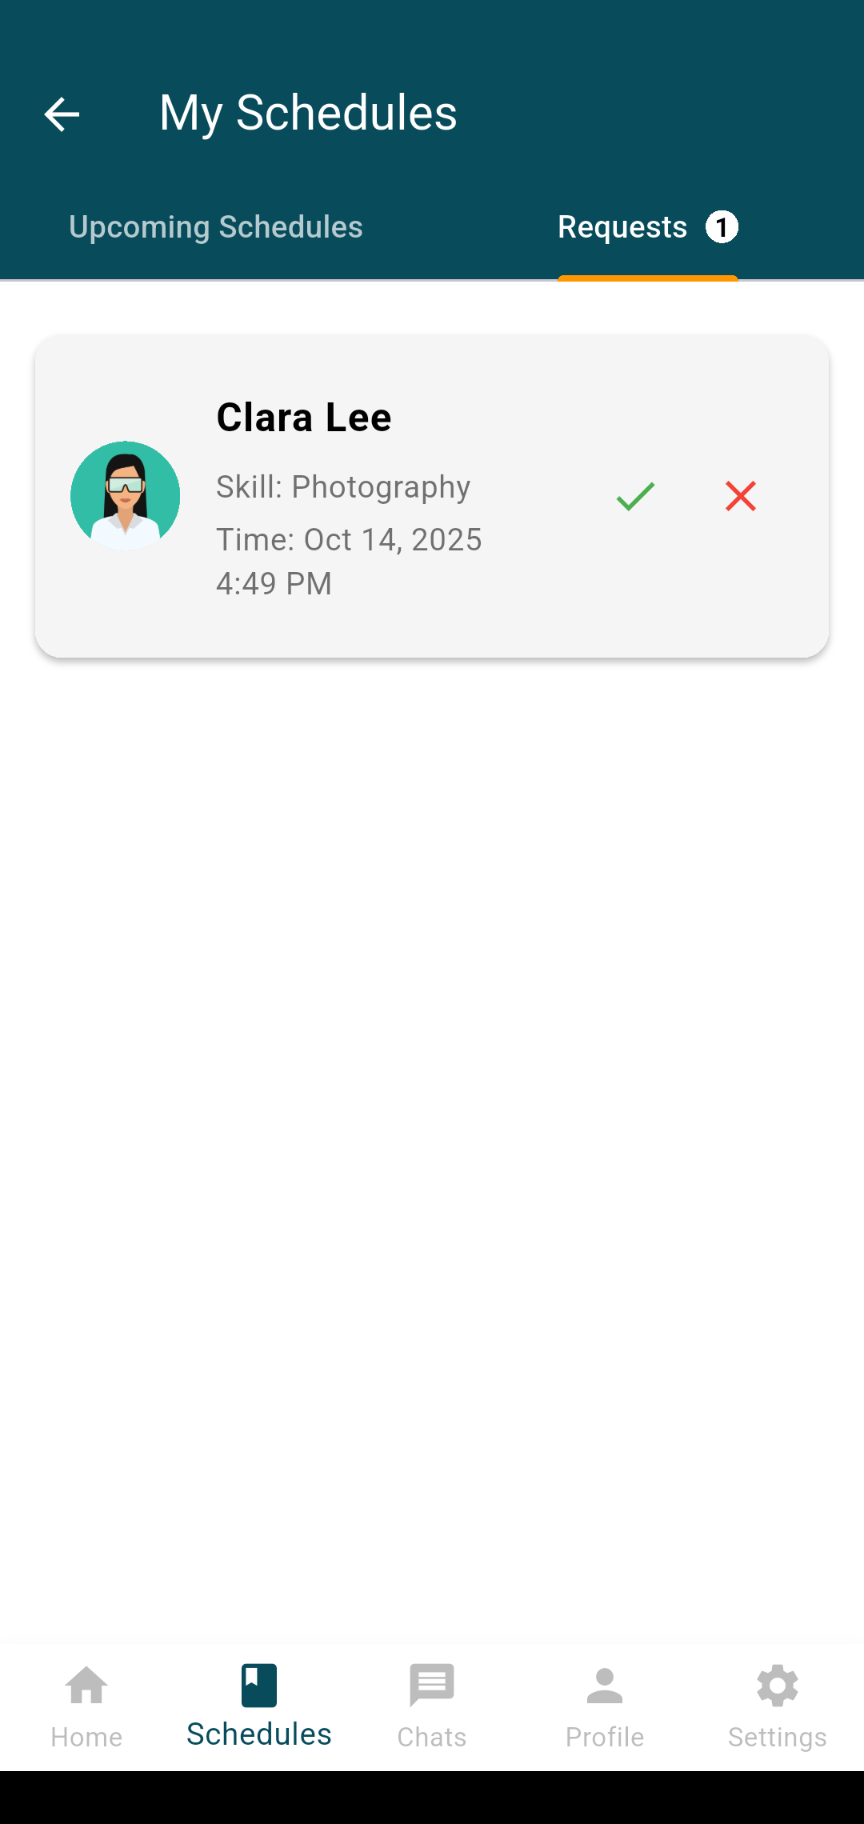 My Schedules
Upcoming Schedules
Requests 1
Clara Lee
Skill: Photography
Time: Oct 14, 2025
4:49 PM
Home
Schedules
Chats
Profile
Settings